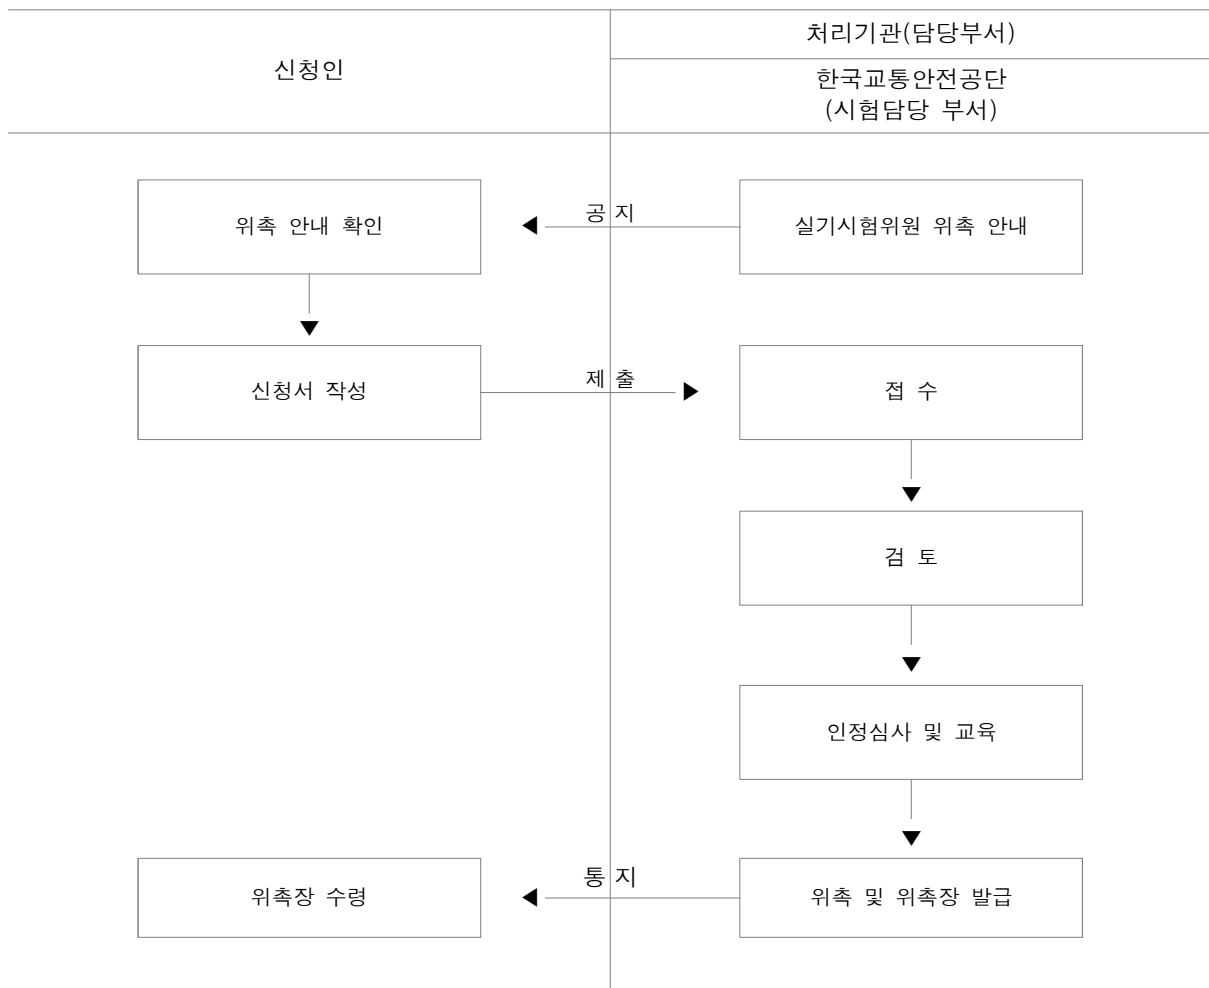 신청인
처리기관(담당부서)
한국교통안전공단
(시험담당 부서)
위촉 안내 확인
공 지
실기시험위원 위촉 안내
신청서 작성
제 출
접 수
검 토
인정심사 및 교육
위촉장 수령
통 지
위촉 및 위촉장 발급